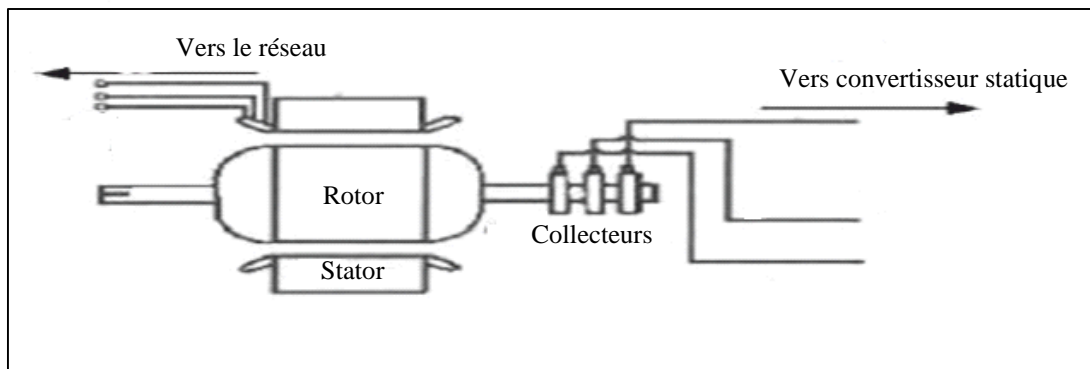 Vers le réseau
Vers convertisseur statique
Rotor
Collecteurs
Stator